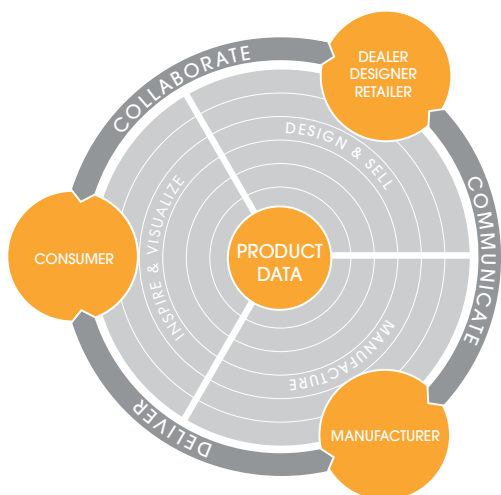 COLLABORATE
DEALER
DESIGNER
RETAILER
DESIGN & SELL
COMMUNICATE
INSPIRE & VISUALIZE
CONSUMER
PRODUCT
DATA
MANUFACTURE
DELIVER
MANUFACTURER